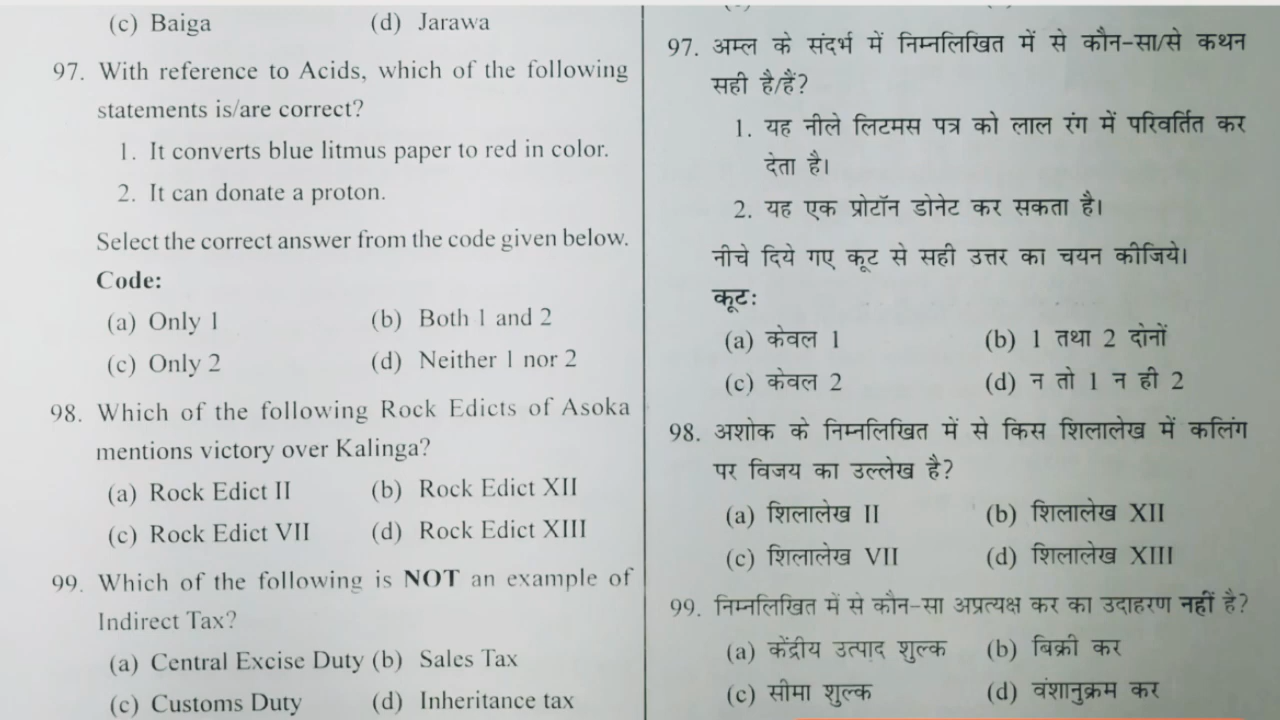 (c) Baiga (d) Jarawa
97. With reference to Acids, which of the following
statements is/are correct?
1. It converts blue litmus paper to red in color.
2. It can donate a proton.
Select the correct answer from the code given below.
Code:
(a) Only 1 (b) Both 1 and 2
(c) Only 2 (d) Neither 1 nor 2
98. Which of the following Rock Edicts of Asoka
mentions victory over Kalinga?
(a) Rock Edict II (b) Rock Edict XII
(c) Rock Edict VII (d) Rock Edict XIII
99. Which of the following is NOT an example of
Indirect Tax?
(a) Central Excise Duty (b) Sales Tax
(c) Customs Duty (d) Inheritance tax
97. अम्ल के संदर्भ में निम्नलिखित में से कौन-सा/से कथन
सही है/हैं?
1. यह नीले लिटमस पत्र को लाल रंग में परिवर्तित कर
देता है।
2. यह एक प्रोटॉन डोनेट कर सकता है।
नीचे दिये गए कूट से सही उत्तर का चयन कीजिये।
कूट:
(a) केवल 1 (b) 1 तथा 2 दोनों
(c) केवल 2 (d) न तो 1 न ही 2
98. अशोक के निम्नलिखित में से किस शिलालेख में कलिंग
पर विजय का उल्लेख है?
(a) शिलालेख II (b) शिलालेख XII
(c) शिलालेख VII (d) शिलालेख XIII
99. निम्नलिखित में से कौन-सा अप्रत्यक्ष कर का उदाहरण नहीं है?
(a) केंद्रीय उत्पाद शुल्क (b) बिक्री कर
(c) सीमा शुल्क (d) वंशानुक्रम कर